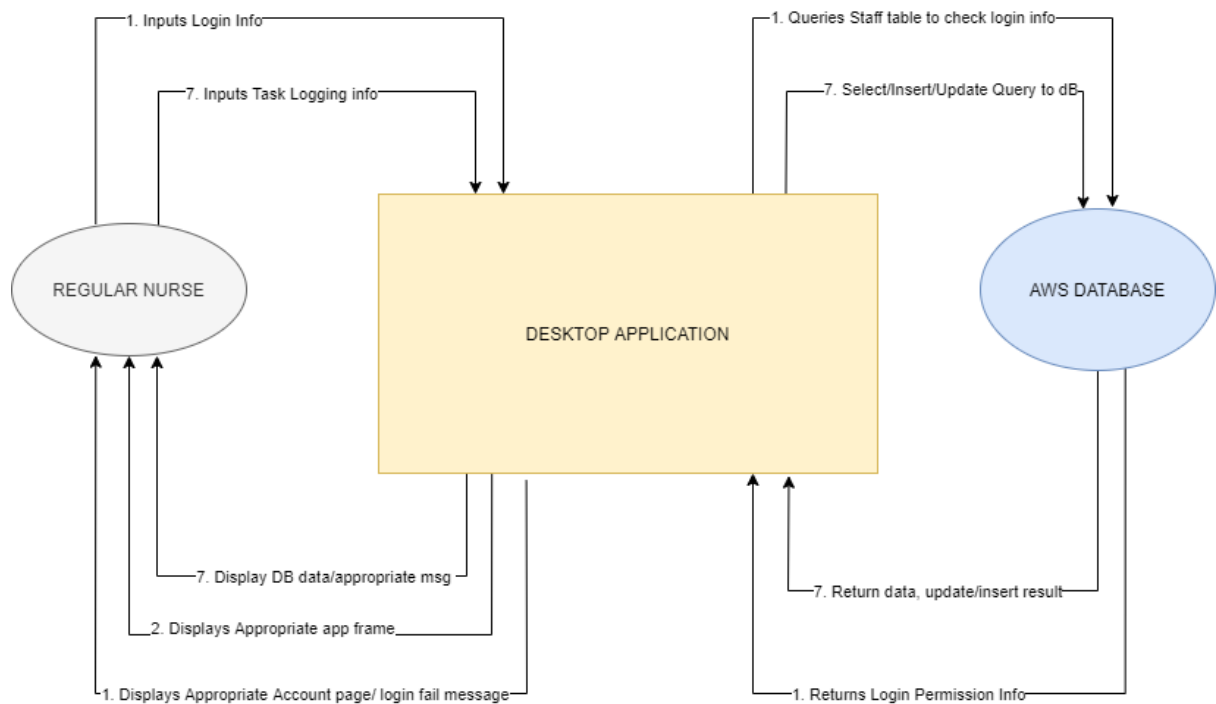 1. Inputs Login Info
1. Queries Staff table to check login info
7. Inputs Task Logging info
7. Select/Insert/Update Query to dB
REGULAR NURSE
DESKTOP APPLICATION
AWS DATABASE
7. Display DB data/appropriate msg
7. Return data, update/insert result
2. Displays Appropriate app frame
1. Displays Appropriate Account page/ login fail message
1. Returns Login Permission Info